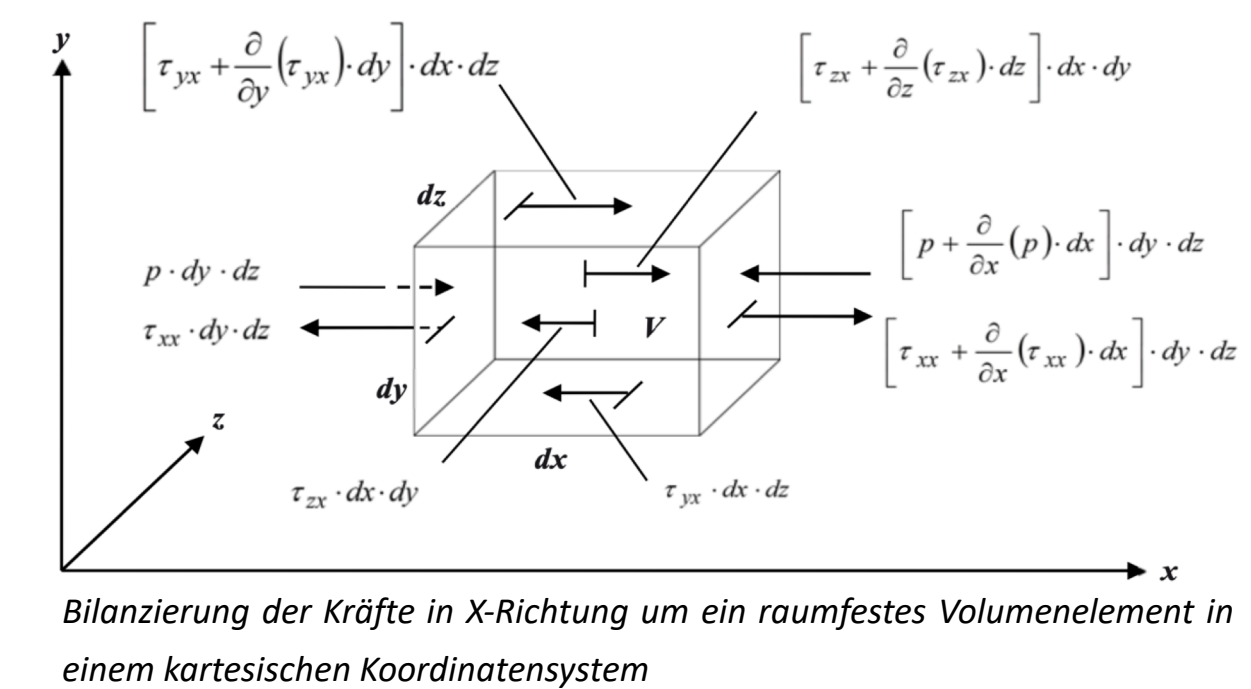 y
[τ_yx + ∂/∂y (τ_yx) · dy] · dx · dz
[τ_zx + ∂/∂z (τ_zx) · dz] · dx · dy
dz
[p + ∂/∂x (p) · dx] · dy · dz
p · dy · dz
τ_xx · dy · dz
V
[τ_xx + ∂/∂x (τ_xx) · dx] · dy · dz
dy
z
dx
τ_zx · dx · dy
τ_yx · dx · dz
x
Bilanzierung der Kräfte in X-Richtung um ein raumfestes Volumenelement in
einem kartesischen Koordinatensystem